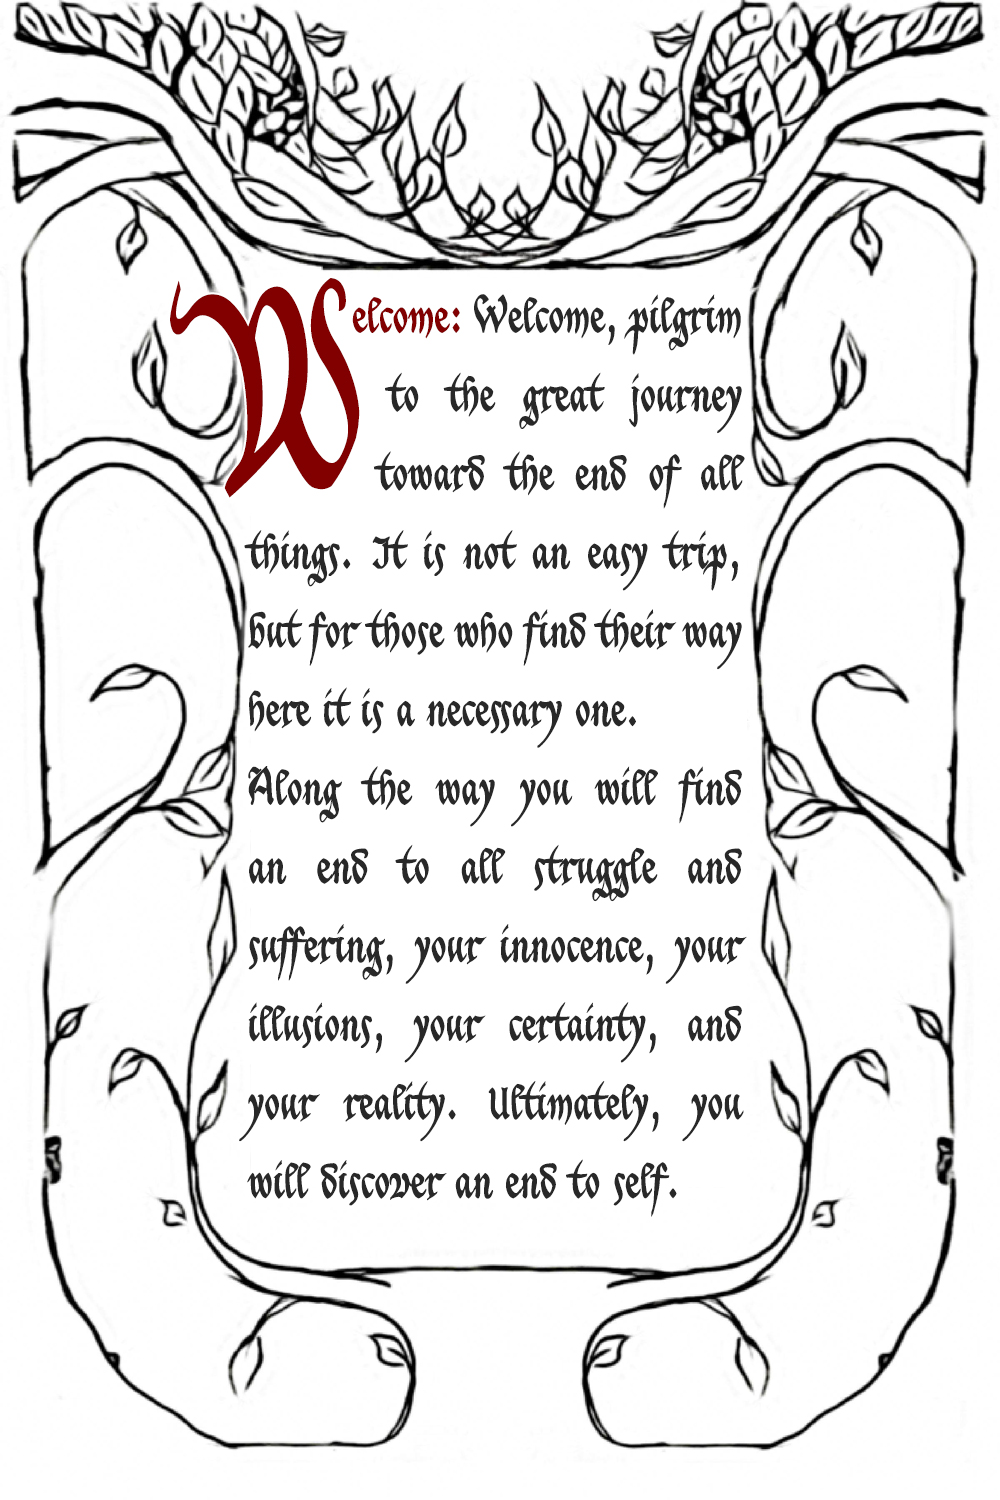 Welcome: Welcome, pilgrim
to the great journey
toward the end of all
things. It is not an easy trip,
but for those who find their way
here it is a necessary one.
Along the way you will find
an end to all struggle and
suffering, your innocence, your
illusions, your certainty, and
your reality. Ultimately, you
will discover an end to self.